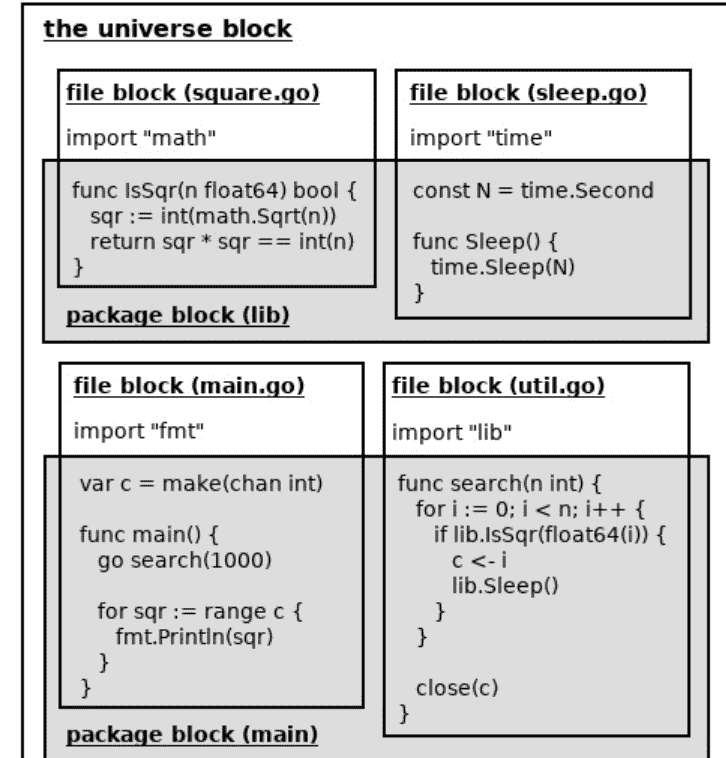 the universe block
file block (square.go)
import "math"
func IsSqr(n float64) bool {
sqr := int(math.Sqrt(n))
return sqr * sqr == int(n)
}
file block (sleep.go)
import "time"
const N = time.Second
func Sleep() {
time.Sleep(N)
}
package block (lib)
file block (main.go)
import "fmt"
var c = make(chan int)
func main() {
go search(1000)
for sqr := range c {
fmt.Println(sqr)
}
}
file block (util.go)
import "lib"
func search(n int) {
for i := 0; i < n; i++ {
if lib.IsSqr(float64(i)) {
c <- i
lib.Sleep()
}
}
close(c)
}
package block (main)